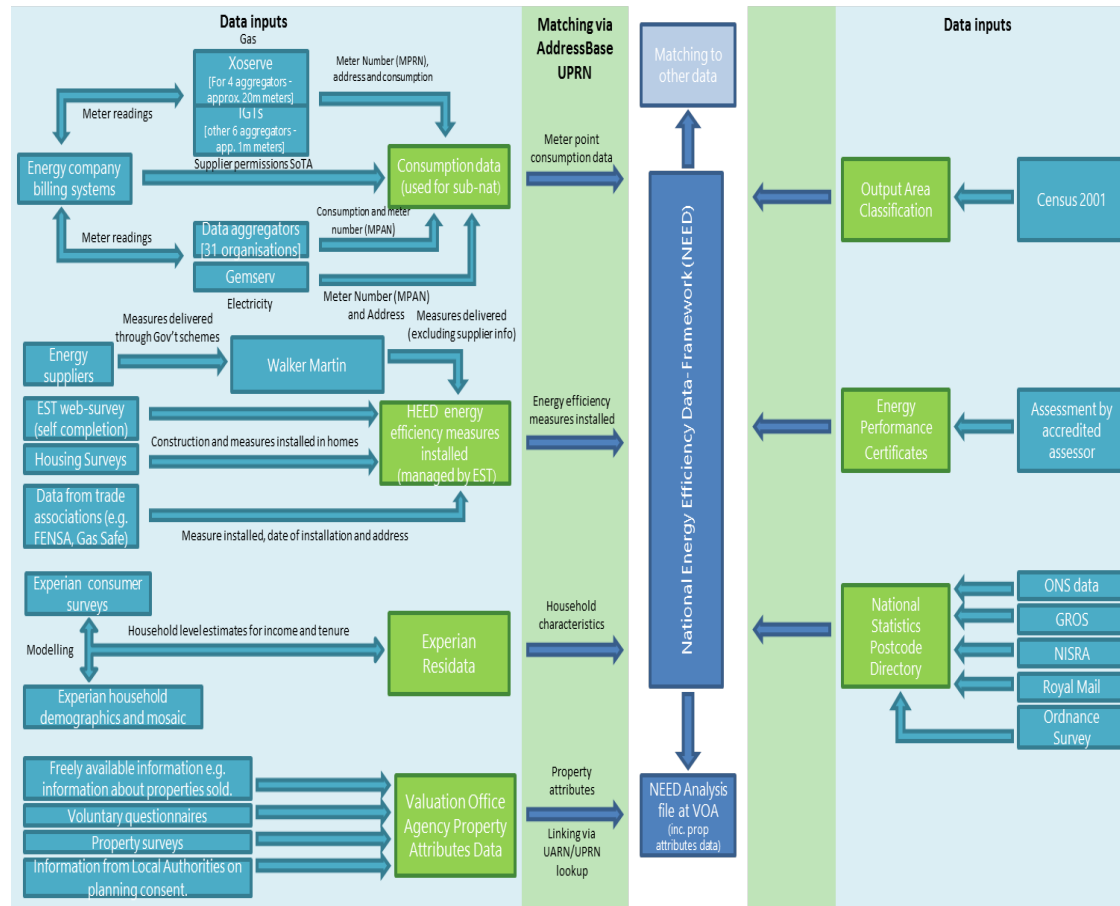 Data inputs
Gas
Xoserve
[For 4 aggregators -
approx. 20m meters]
IGTs
[other 6 aggregators -
app. 1m meters]
Meter Number (MPRN),
address and consumption
Meter readings
Energy company
billing systems
Supplier permissions SoTA
Consumption data
(used for sub-nat)
Meter readings
Data aggregators
[31 organisations]
Consumption and meter
number (MPAN)
Gemserv
Electricity
Meter Number (MPAN)
and Address
Measures delivered
through Gov't schemes
Measures delivered
(excluding supplier info)
Energy
suppliers
Walker Martin
EST web-survey
(self completion)
Construction and measures installed in homes
Housing Surveys
HEED energy
efficiency measures
installed
(managed by EST)
Data from trade
associations (e.g.
FENSA, Gas Safe)
Measure installed, date of installation and address
Experian consumer
surveys
Household level estimates for income and tenure
Modelling
Experian
Residata
Experian household
demographics and mosaic
Freely available information e.g.
information about properties sold.
Voluntary questionnaires
Property surveys
Information from Local Authorities on
planning consent.
Valuation Office
Agency Property
Attributes Data
Matching via
AddressBase
UPRN
Meter point
consumption data
Energy efficiency
measures installed
Household
characteristics
Property
attributes
Linking via
UARN/UPRN
lookup
Matching to
other data
National Energy Efficiency Data- Framework (NEED)
NEED Analysis
file at VOA
(inc. prop
attributes data)
Data inputs
Output Area
Classification
Census 2001
Energy
Performance
Certificates
Assessment by
accredited
assessor
National
Statistics
Postcode
Directory
ONS data
GROS
NISRA
Royal Mail
Ordnance
Survey